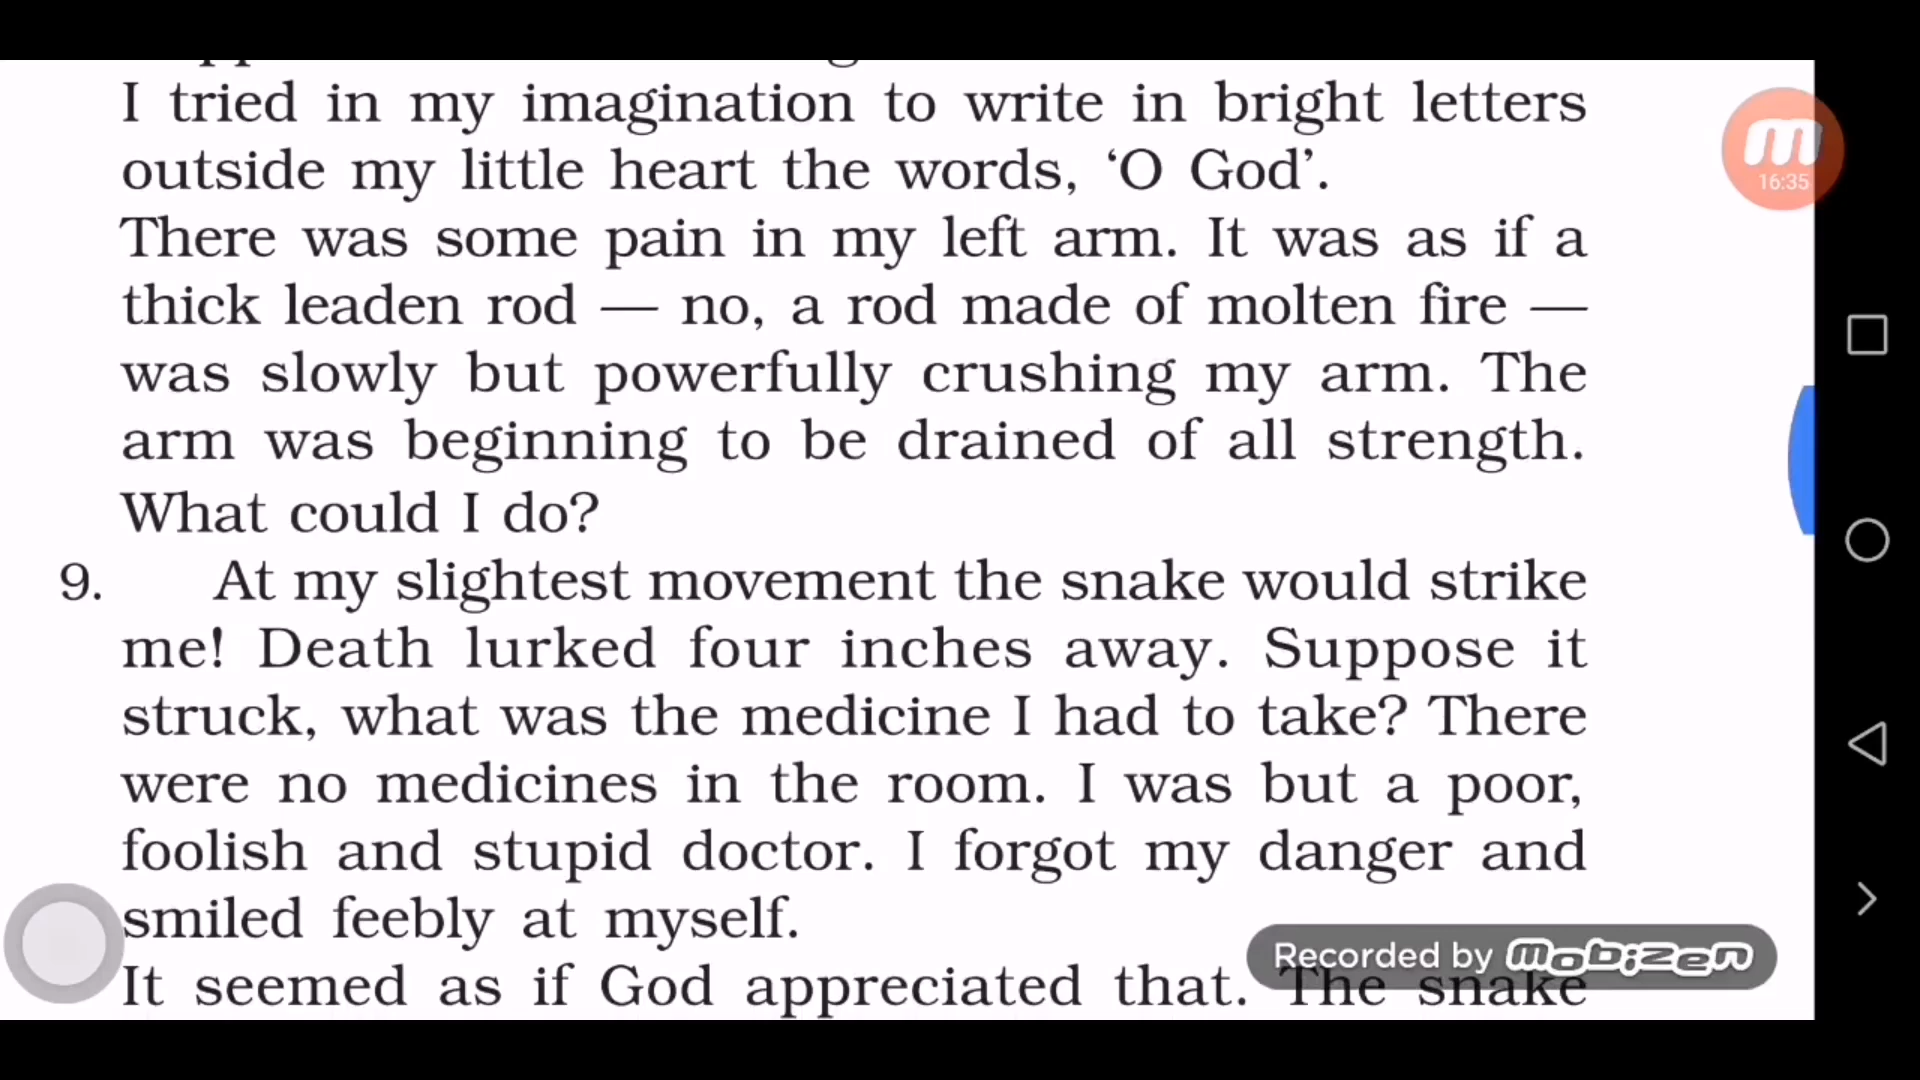 I tried in my imagination to write in bright letters
outside my little heart the words, ‘O God’.
There was some pain in my left arm. It was as if a
thick leaden rod — no, a rod made of molten fire —
was slowly but powerfully crushing my arm. The
arm was beginning to be drained of all strength.
What could I do?
9. At my slightest movement the snake would strike
me! Death lurked four inches away. Suppose it
struck, what was the medicine I had to take? There
were no medicines in the room. I was but a poor,
foolish and stupid doctor. I forgot my danger and
smiled feebly at myself.
It seemed as if God appreciated that. The snake
16:35
Recorded by mobizen